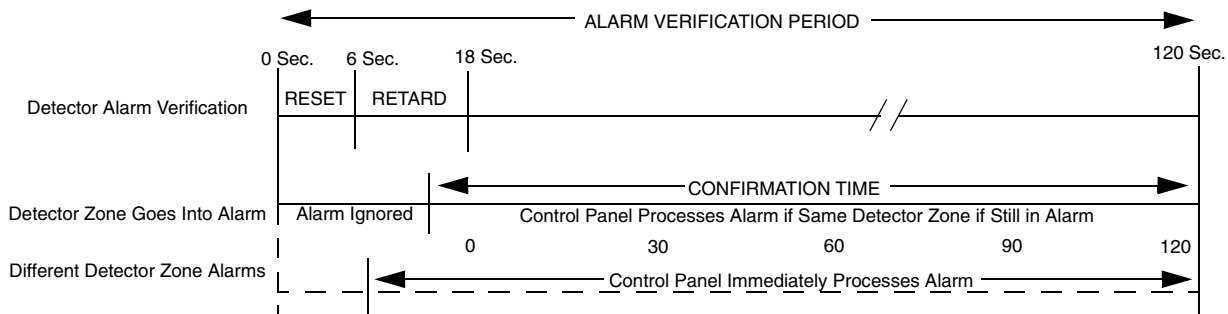 ALARM VERIFICATION PERIOD
0 Sec. 6 Sec. 18 Sec. 120 Sec.
RESET RETARD
Detector Alarm Verification
CONFIRMATION TIME
Detector Zone Goes Into Alarm Alarm Ignored Control Panel Processes Alarm if Same Detector Zone if Still in Alarm
0 30 60 90 120
Different Detector Zone Alarms Control Panel Immediately Processes Alarm